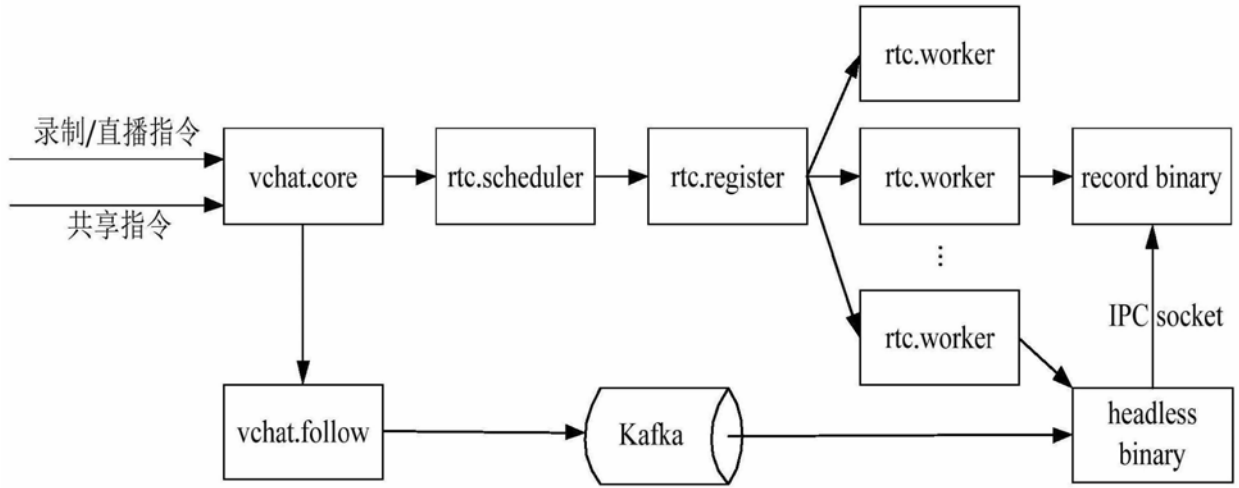 rtc.worker
录制/直播指令
vchat.core
rtc.scheduler
rtc.register
rtc.worker
record binary
共享指令
...
rtc.worker
IPC socket
vchat.follow
Kafka
headless
binary